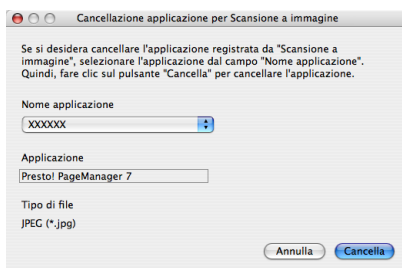 Cancellazione applicazione per Scansione a immagine
Se si desidera cancellare l'applicazione registrata da "Scansione a
immagine", selezionare l'applicazione dal campo "Nome applicazione".
Quindi, fare clic sul pulsante "Cancella" per cancellare l'applicazione.
Nome applicazione
XXXXXX
Applicazione
Presto! PageManager 7
Tipo di file
JPEG (*.jpg)
Annulla Cancella